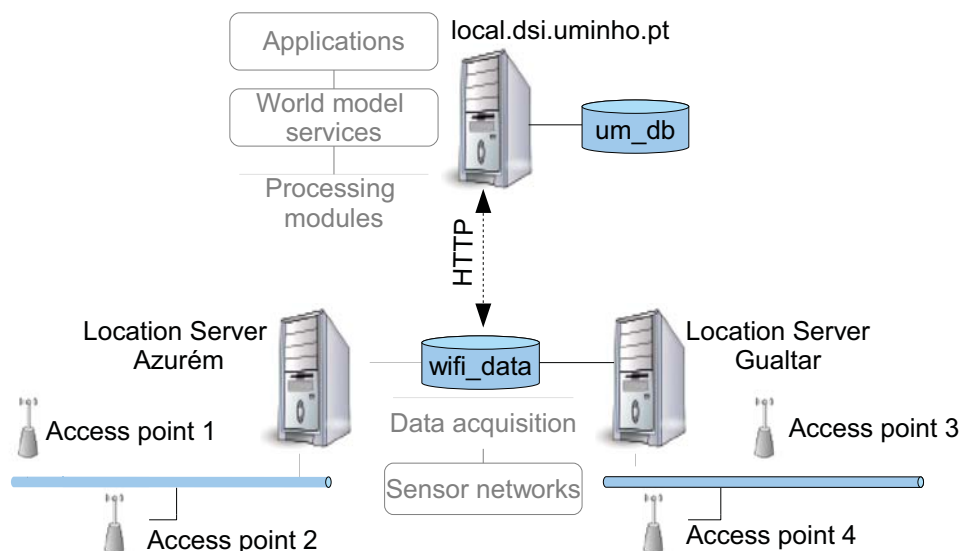 local.dsi.uminho.pt
Applications
World model
services
um_db
Processing
modules
HTTP
Location Server
Azurém
wifi_data
Location Server
Gualtar
Data acquisition
Access point 1
Access point 3
Sensor networks
Access point 2
Access point 4